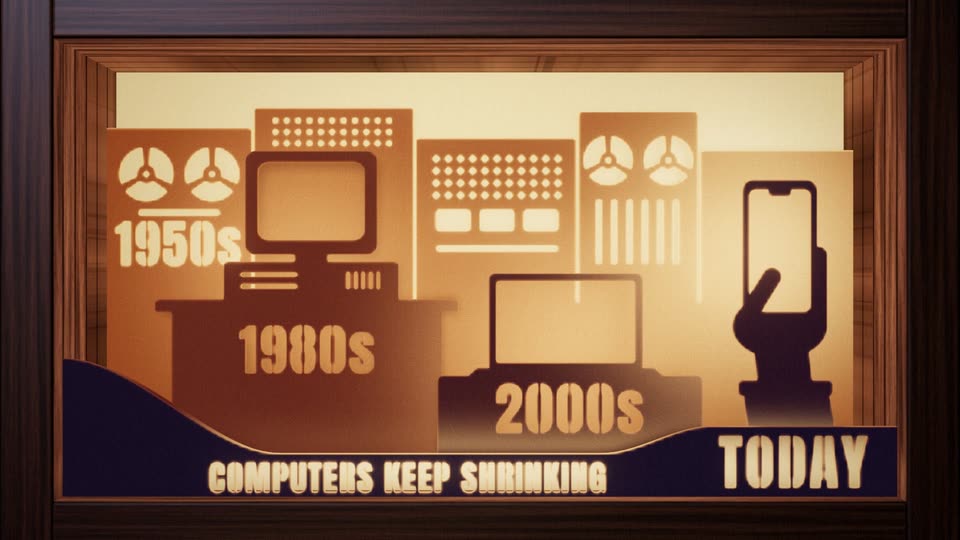 1950s
1980s
2000s
TODAY
COMPUTERS KEEP SHRINKING